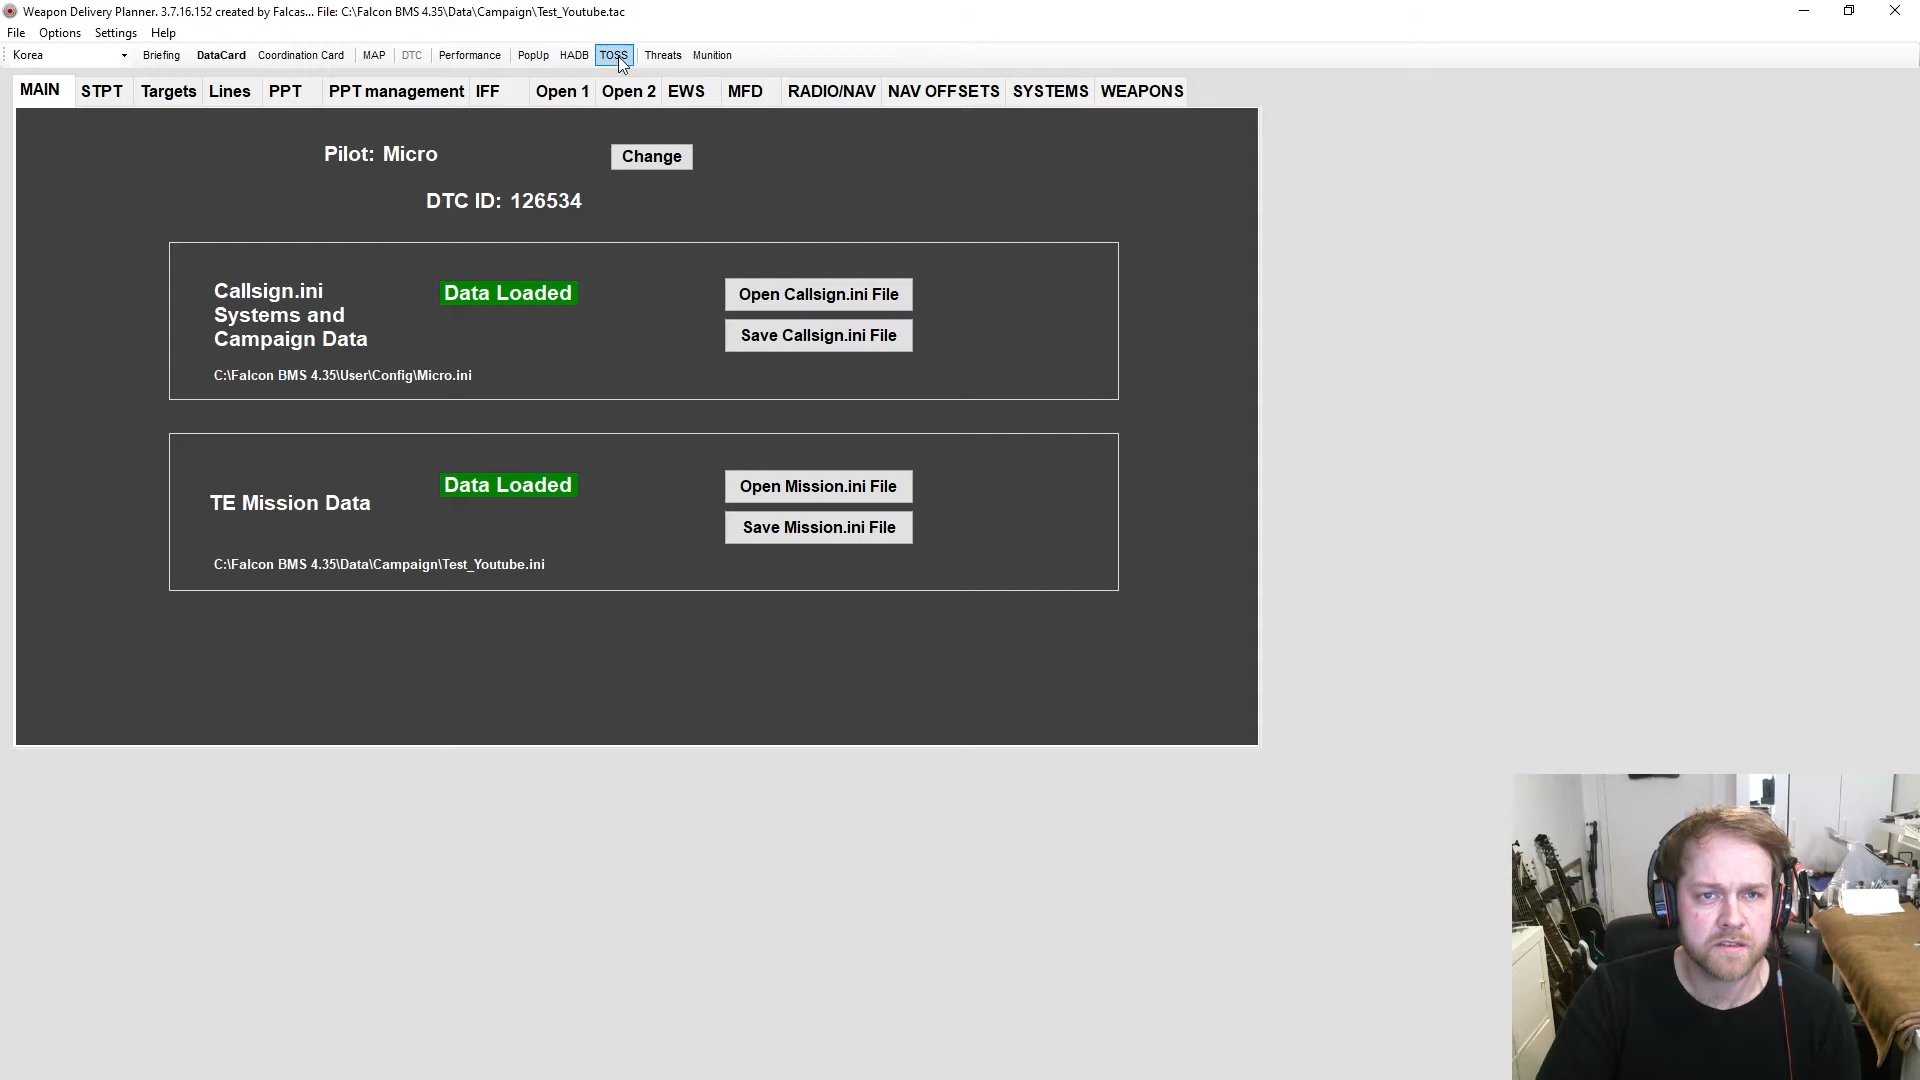 Weapon Delivery Planner. 3.7.16.152 created by Falcas... File: C:\Falcon BMS 4.35\Data\Campaign\Test_Youtube.tac
File Options Settings Help
Korea Briefing DataCard Coordination Card MAP DTC Performance PopUp HADB TOSS Threats Munition
MAIN STPT Targets Lines PPT PPT management IFF Open 1 Open 2 EWS MFD RADIO/NAV NAV OFFSETS SYSTEMS WEAPONS
Pilot: Micro Change
DTC ID: 126534
Callsign.ini
Systems and
Campaign Data
Data Loaded
Open Callsign.ini File
Save Callsign.ini File
C:\Falcon BMS 4.35\User\Config\Micro.ini
TE Mission Data
Data Loaded
Open Mission.ini File
Save Mission.ini File
C:\Falcon BMS 4.35\Data\Campaign\Test_Youtube.ini